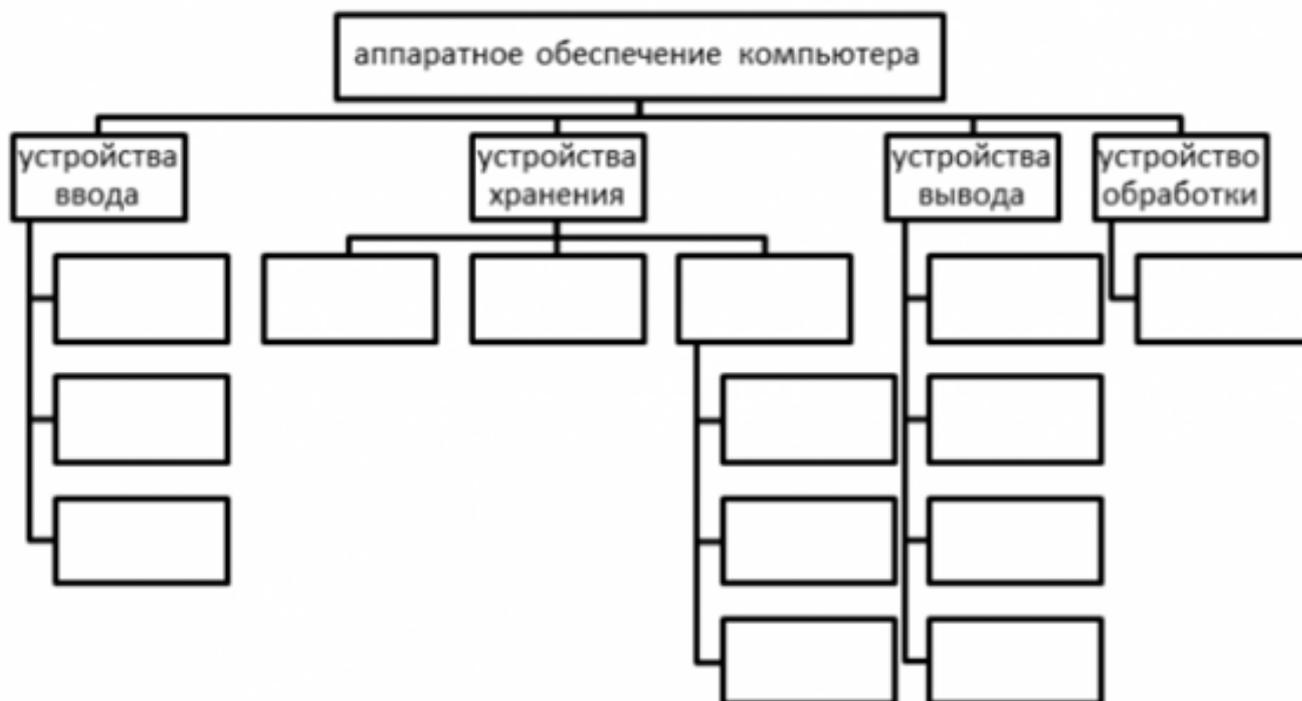 аппаратное обеспечение компьютера
устройства
ввода
устройства
хранения
устройства
вывода
устройство
обработки